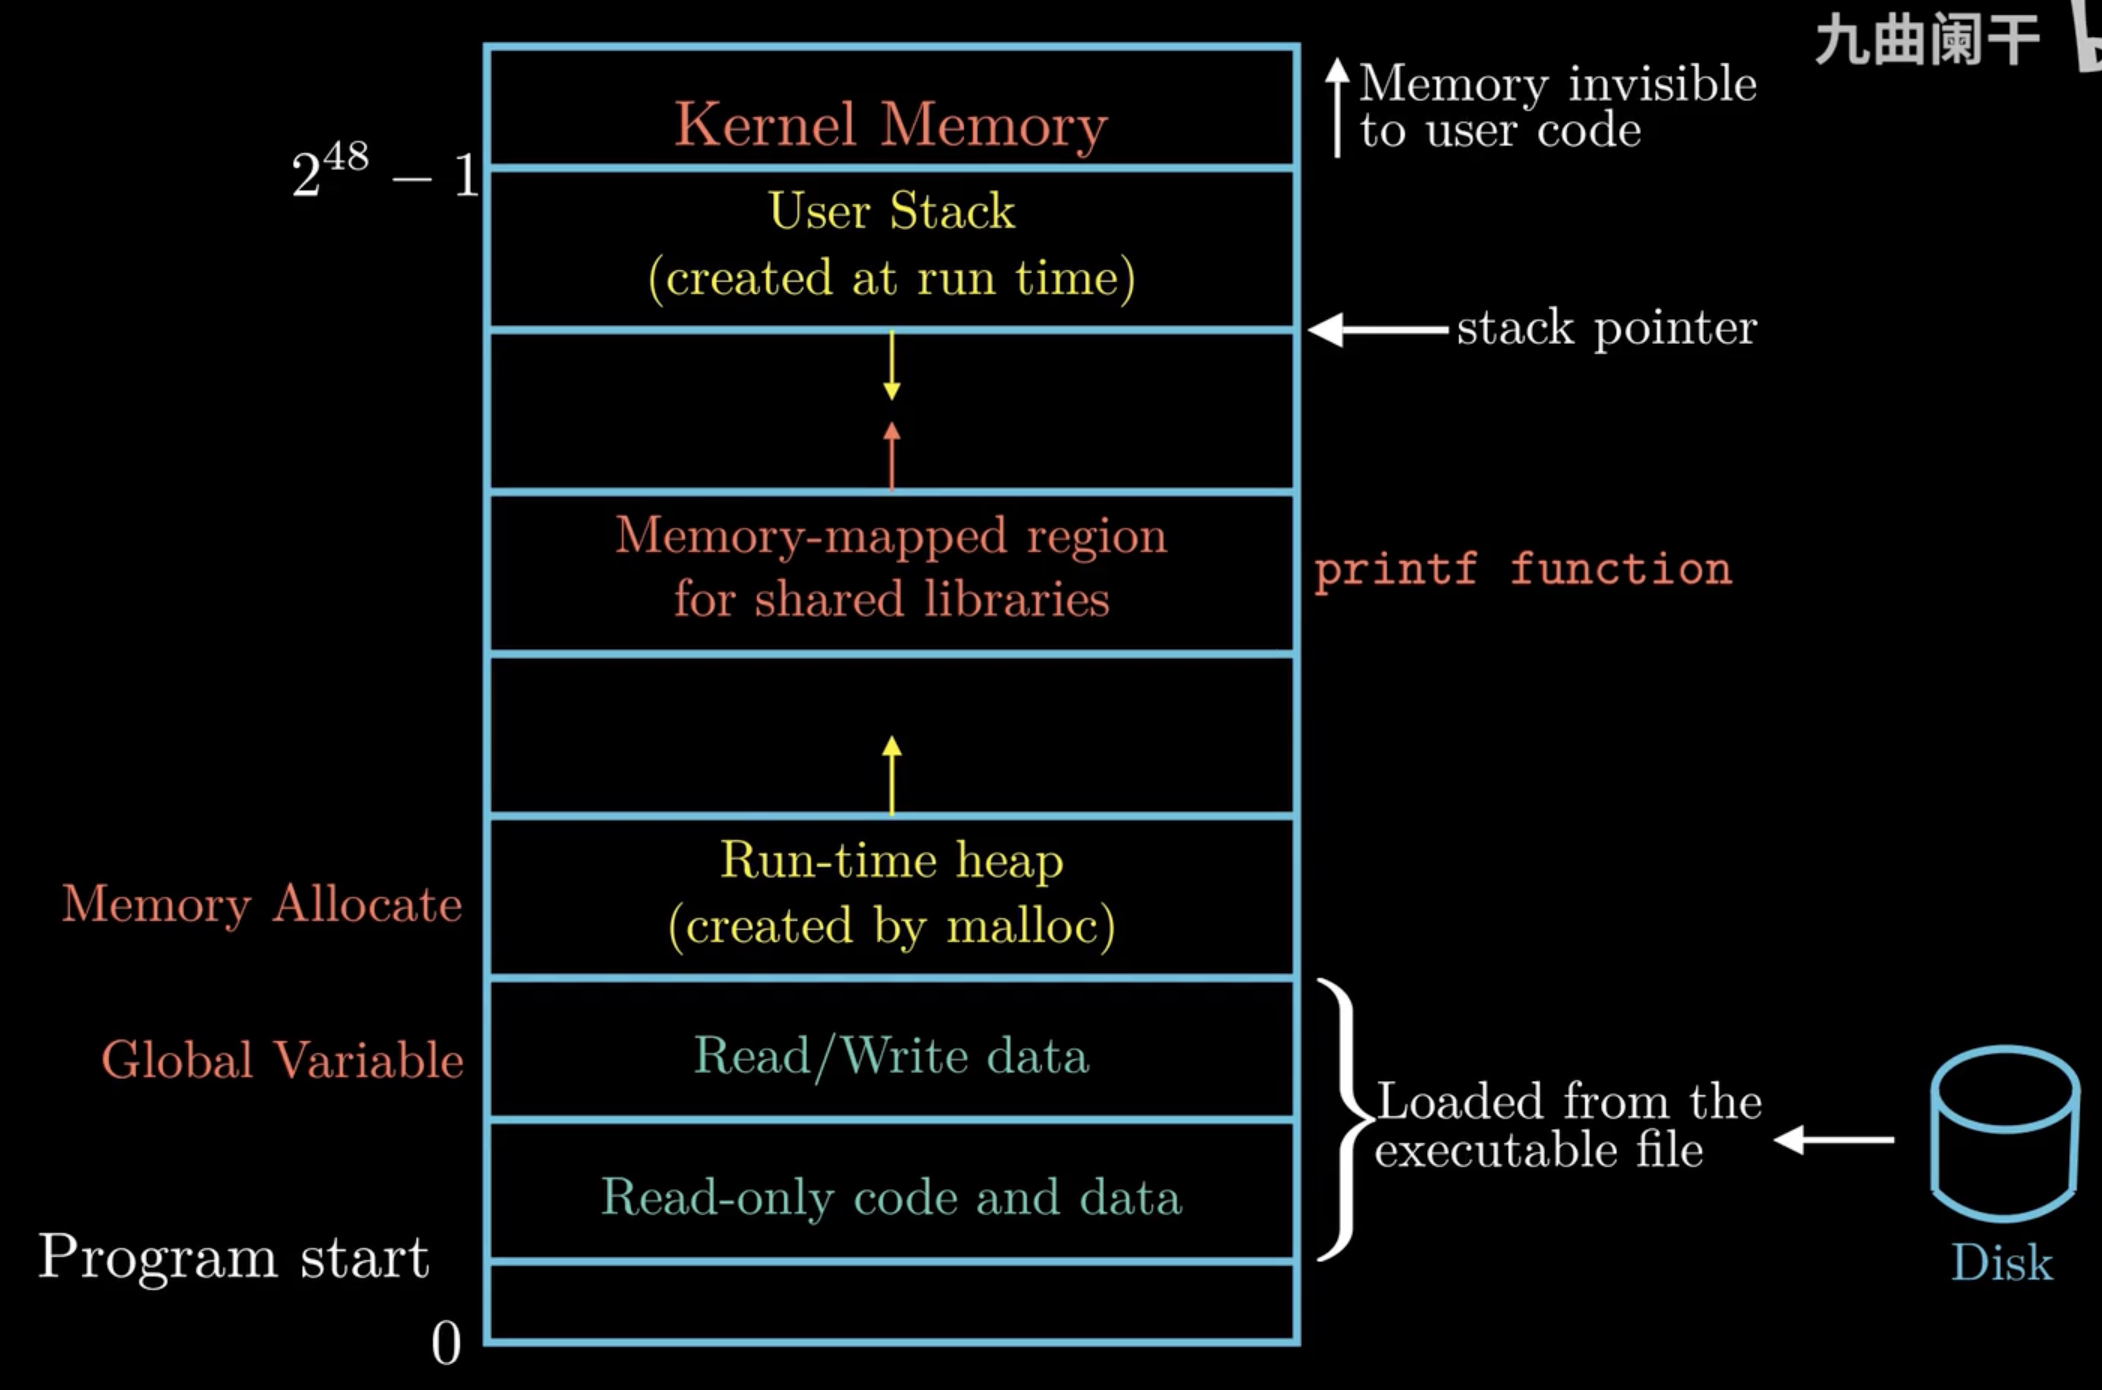 九曲阑干
Kernel Memory
Memory invisible
to user code
2^48 − 1
User Stack
(created at run time)
stack pointer
Memory-mapped region
for shared libraries
printf function
Run-time heap
(created by malloc)
Memory Allocate
Read/Write data
Global Variable
Loaded from the
executable file
Read-only code and data
Program start
Disk
0